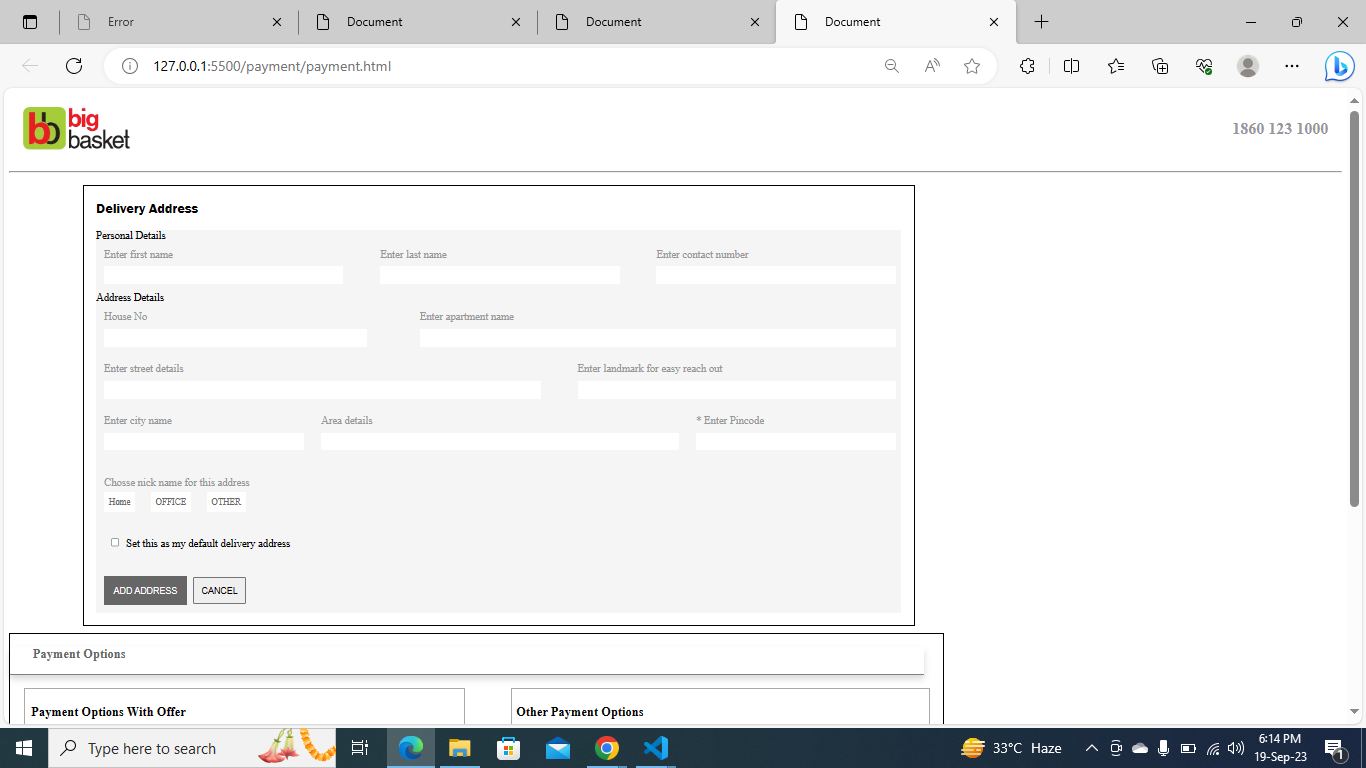 Error
Document
Document
Document
127.0.0.1:5500/payment/payment.html
bb big basket
1860 123 1000
Delivery Address
Personal Details
Enter first name Enter last name Enter contact number
Address Details
House No Enter apartment name
Enter street details Enter landmark for easy reach out
Enter city name Area details * Enter Pincode
Chosse nick name for this address
Home OFFICE OTHER
Set this as my default delivery address
ADD ADDRESS CANCEL
Payment Options
Payment Options With Offer Other Payment Options
Type here to search
33°C Haze
6:14 PM
19-Sep-23
1